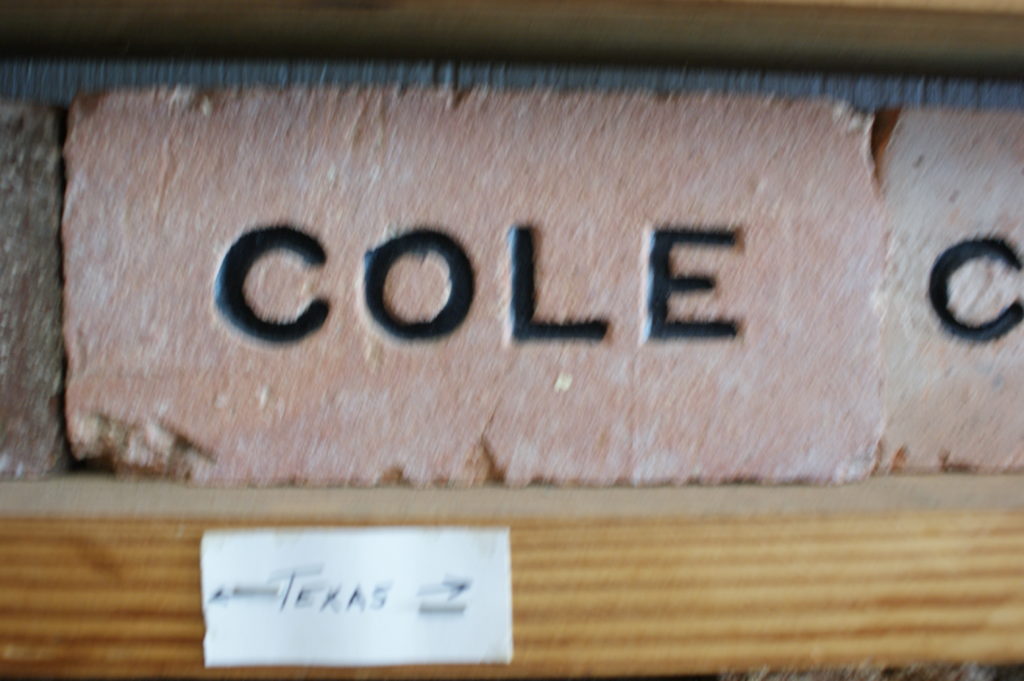 COLE C
← TEXAS →